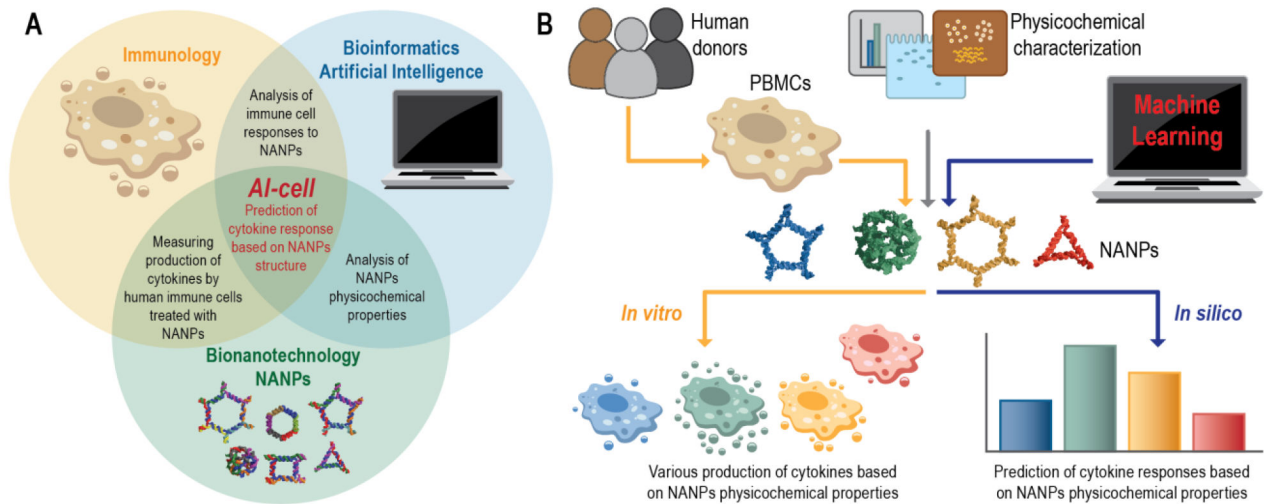 A
Immunology
Bioinformatics
Artificial Intelligence
Analysis of
immune cell
responses to
NANPs
AI-cell
Prediction of
cytokine response
based on NANPs
structure
Measuring
production of
cytokines by
human immune cells
treated with
NANPs
Analysis of
NANPs
physicochemical
properties
Bionanotechnology
NANPs
B
Human
donors
Physicochemical
characterization
PBMCs
Machine
Learning
NANPs
In vitro
In silico
Various production of cytokines based
on NANPs physicochemical properties
Prediction of cytokine responses based
on NANPs physicochemical properties